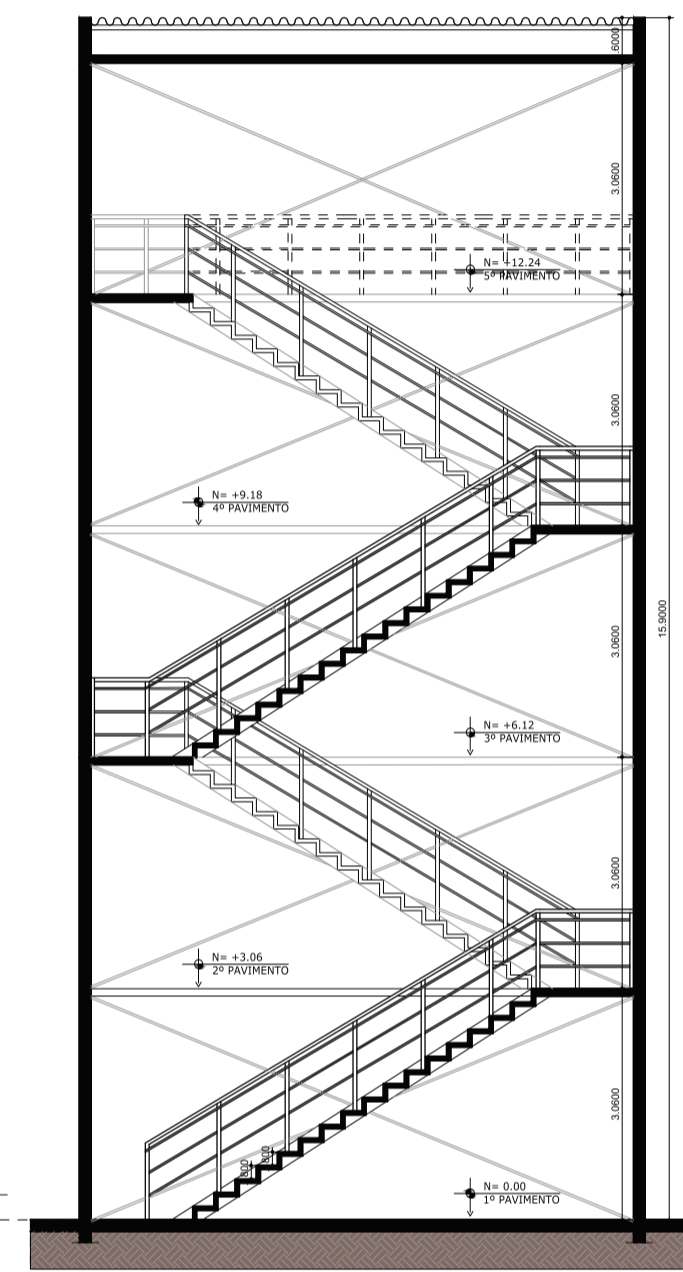 .6000
3.0600
N= +12.24
5º PAVIMENTO
3.0600
N= +9.18
4º PAVIMENTO
15.9000
3.0600
N= +6.12
3º PAVIMENTO
3.0600
N= +3.06
2º PAVIMENTO
3.0600
N= 0.00
1º PAVIMENTO